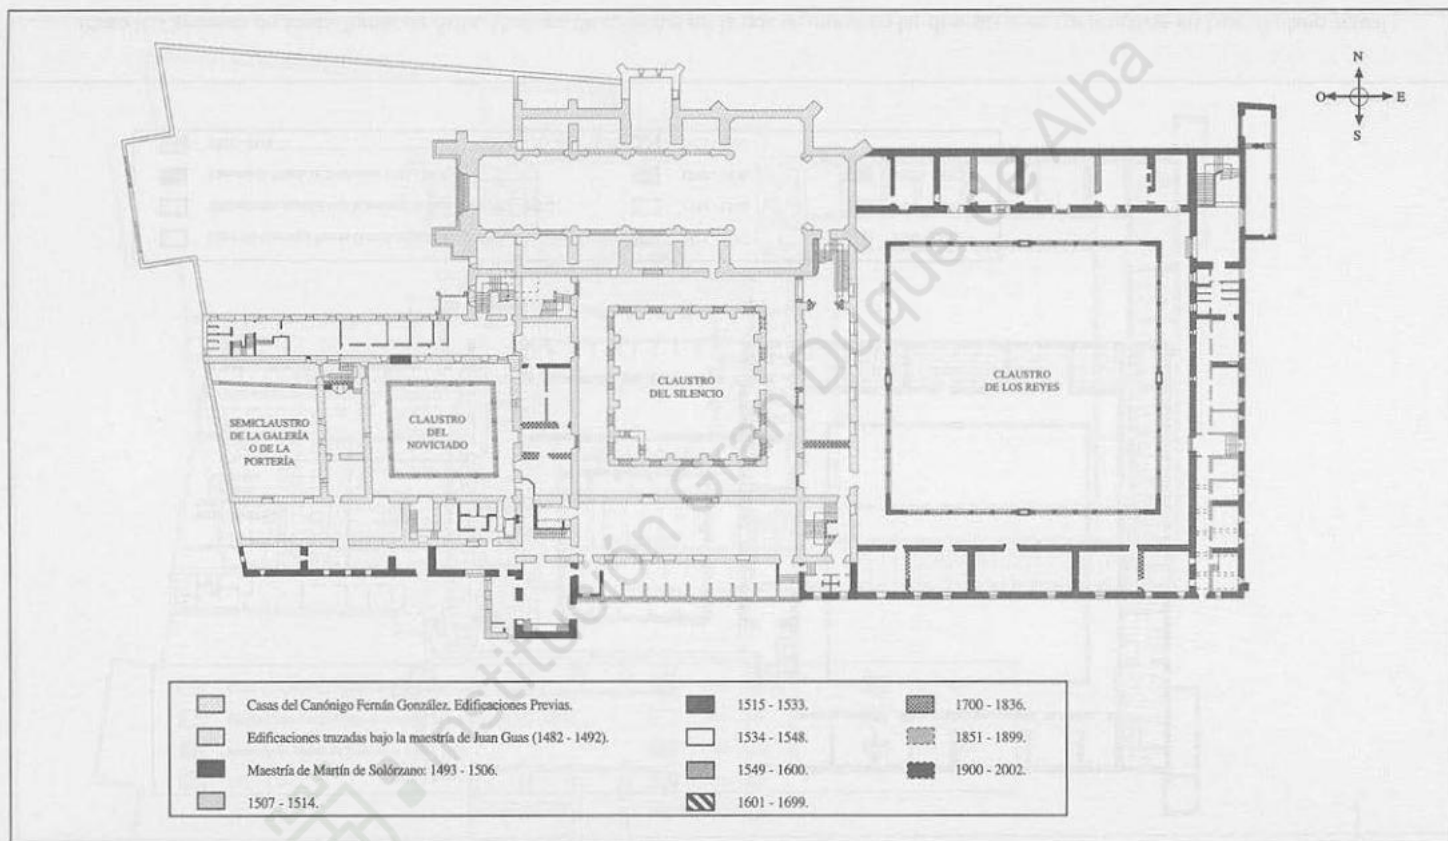 N
O E
S
SEMICLAUSTRO
DE LA GALERÍA
O DE LA
PORTERÍA
CLAUSTRO
DEL
NOVICIADO
CLAUSTRO
DEL SILENCIO
CLAUSTRO
DE LOS REYES
Casas del Canónigo Fernán González. Edificaciones Previas.
Edificaciones trazadas bajo la maestría de Juan Guas (1482 - 1492).
Maestría de Martín de Solórzano: 1493 - 1506.
1507 - 1514.
1515 - 1533.
1534 - 1548.
1549 - 1600.
1601 - 1699.
1700 - 1836.
1851 - 1899.
1900 - 2002.
Institución Gran Duque de Alba